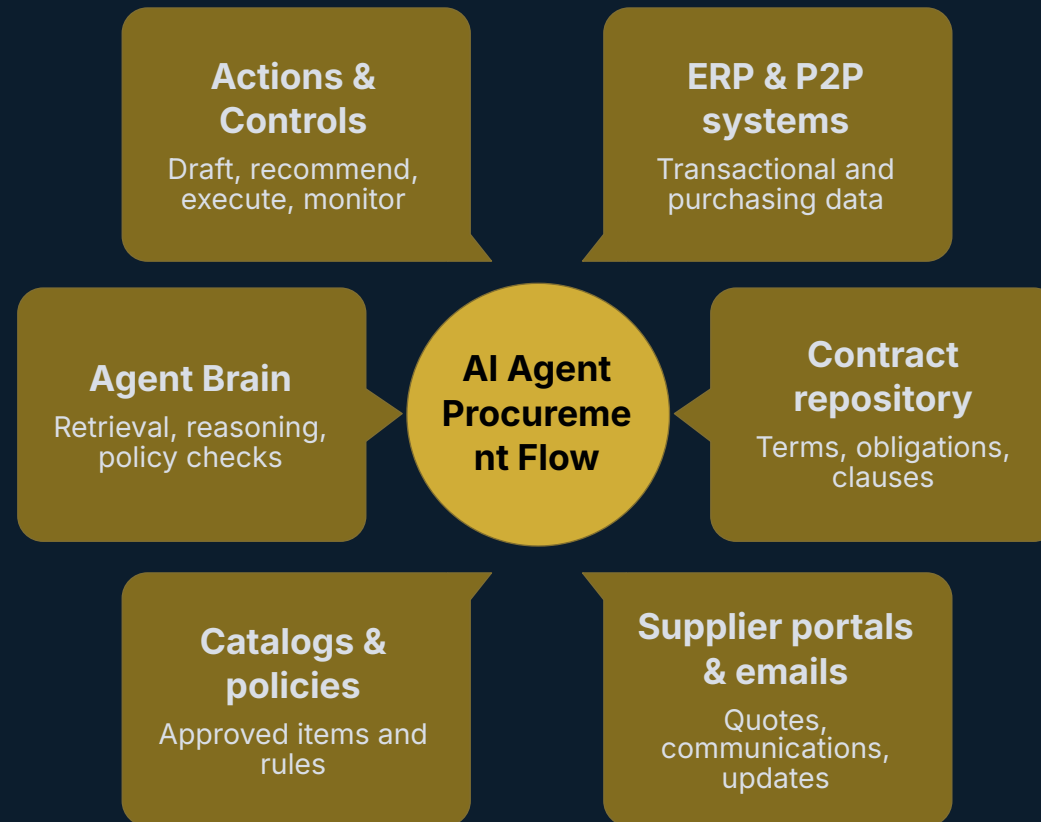 Actions &
Controls
Draft, recommend,
execute, monitor
ERP & P2P
systems
Transactional and
purchasing data
Agent Brain
Retrieval, reasoning,
policy checks
AI Agent
Procureme
nt Flow
Contract
repository
Terms, obligations,
clauses
Catalogs &
policies
Approved items and
rules
Supplier portals
& emails
Quotes,
communications,
updates